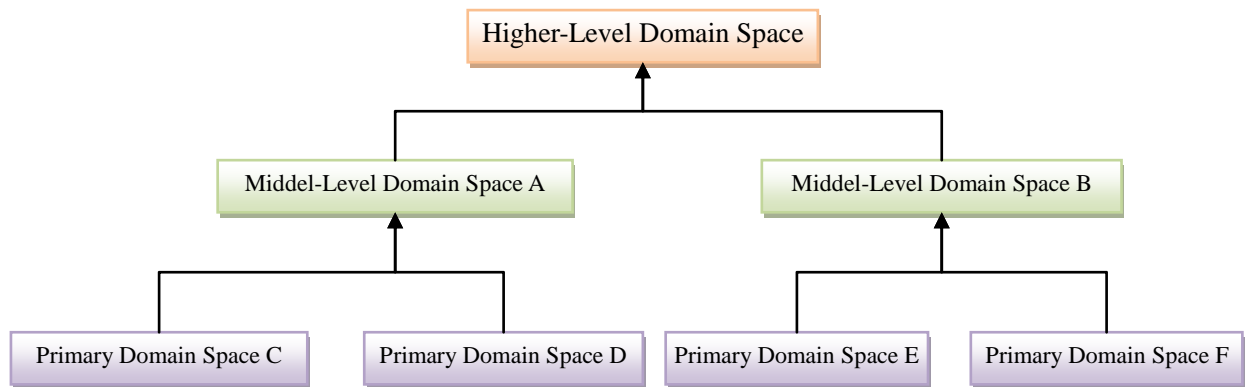 Higher-Level Domain Space
Middel-Level Domain Space A
Middel-Level Domain Space B
Primary Domain Space C
Primary Domain Space D
Primary Domain Space E
Primary Domain Space F